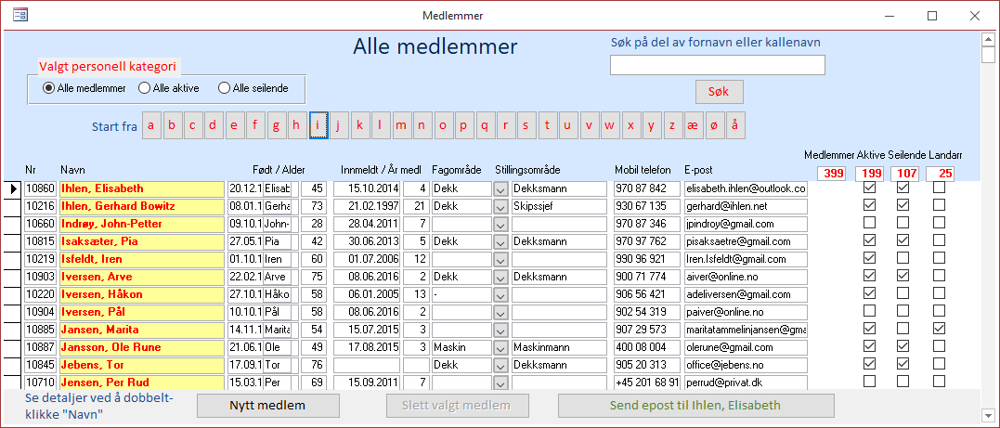 Medlemmer
Alle medlemmer
Søk på del av fornavn eller kallenavn
Valgt personell kategori
Alle medlemmer Alle aktive Alle seilende
Søk
Start fra a b c d e f g h i j k l m n o p q r s t u v w x y z æ ø å
Medlemmer Aktive Seilende Landarr
Nr Navn Født / Alder Innmeldt / År medl Fagområde Stillingsområde Mobil telefon E-post
399 199 107 25
10860 Ihlen, Elisabeth 20.12.1 Elisab 45 15.10.2014 4 Dekk Dekksmann 970 87 842 elisabeth.ihlen@outlook.co
10216 Ihlen, Gerhard Bowitz 08.01.1 Gerha 73 21.02.1997 21 Dekk Skipssjef 930 67 135 gerhard@ihlen.net
10660 Indrøy, John-Petter 09.10.1 John- 28 28.04.2011 7 970 87 346 jpindroy@gmail.com
10815 Isaksæter, Pia 27.05.1 Pia 42 30.06.2013 5 Dekk Dekksmann 970 97 762 pisaksaetre@gmail.com
10219 Isfeldt, Iren 01.10.1 Iren 60 01.07.2006 12 990 96 921 Iren.Isfeldt@gmail.com
10903 Iversen, Arve 22.02.1 Arve 75 08.06.2016 2 Dekk Dekksmann 900 71 774 aiver@online.no
10220 Iversen, Håkon 27.10.1 Håko 58 06.01.2005 13 - 906 56 421 adeliversen@gmail.com
10904 Iversen, Pål 10.10.1 Pål 58 08.06.2016 2 902 54 319 paiver@online.no
10885 Jansen, Marita 14.11.1 Marita 54 15.07.2015 3 907 29 573 maritatammelinjansen@gma
10887 Jansson, Ole Rune 21.06.1 Ole 49 17.08.2015 3 Maskin Maskinmann 400 08 004 olerune@gmail.com
10845 Jebens, Tor 17.09.1 Tor 76 Dekk Dekksmann 905 20 313 office@jebens.no
10710 Jensen, Per Rud 15.03.1 Per 69 15.09.2011 7 +45 201 68 91 perrud@privat.dk
Se detaljer ved å dobbelt-
klikke "Navn"
Nytt medlem
Slett valgt medlem
Send epost til Ihlen, Elisabeth